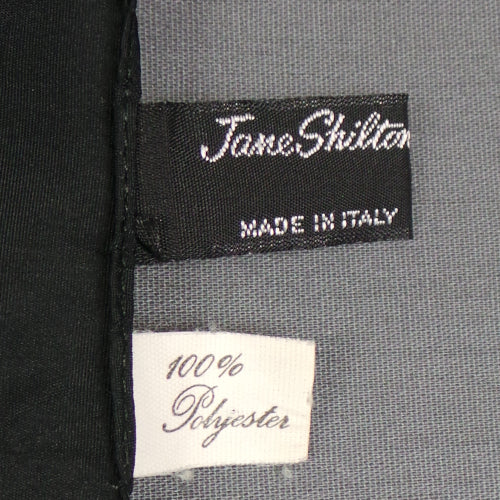 Jane Shilton
MADE IN ITALY
100%
Polyester